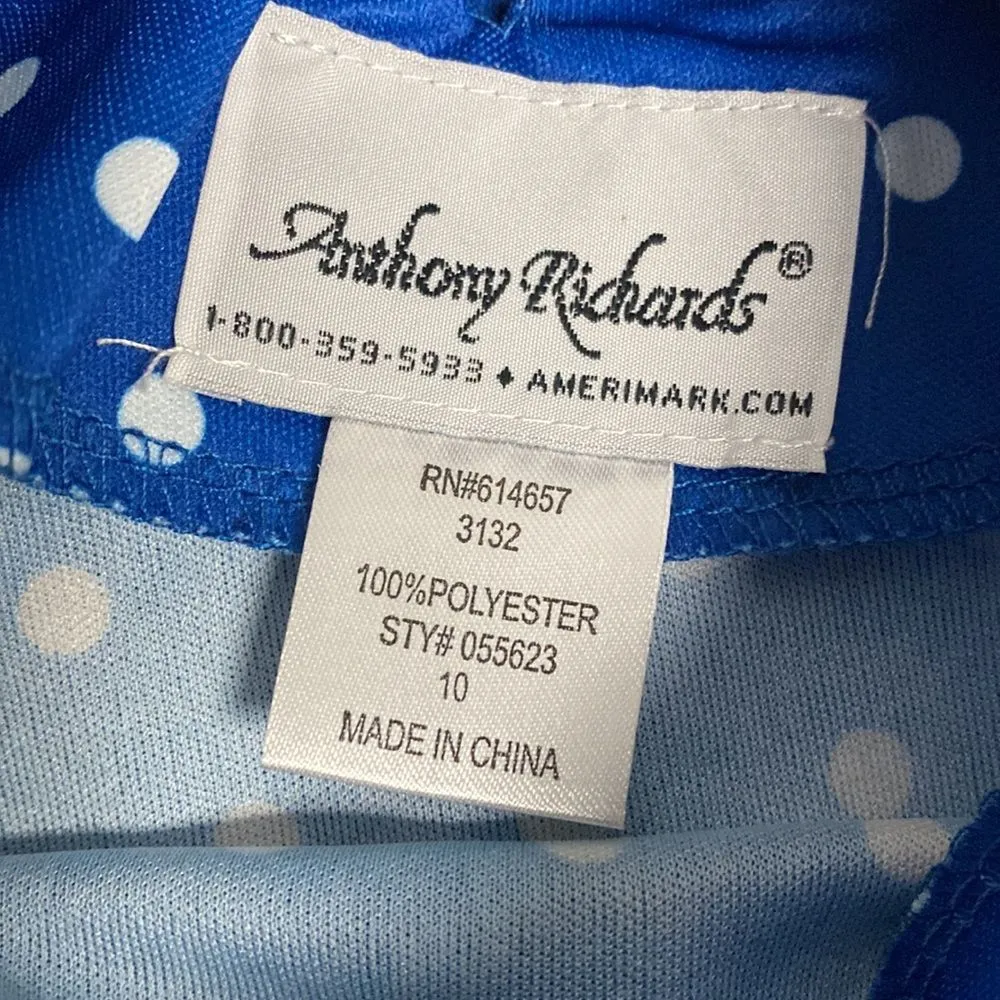 Anthony Richards®
1-800-359-5933 ♦ AMERIMARK.COM
RN#614657
3132
100%POLYESTER
STY# 055623
10
MADE IN CHINA